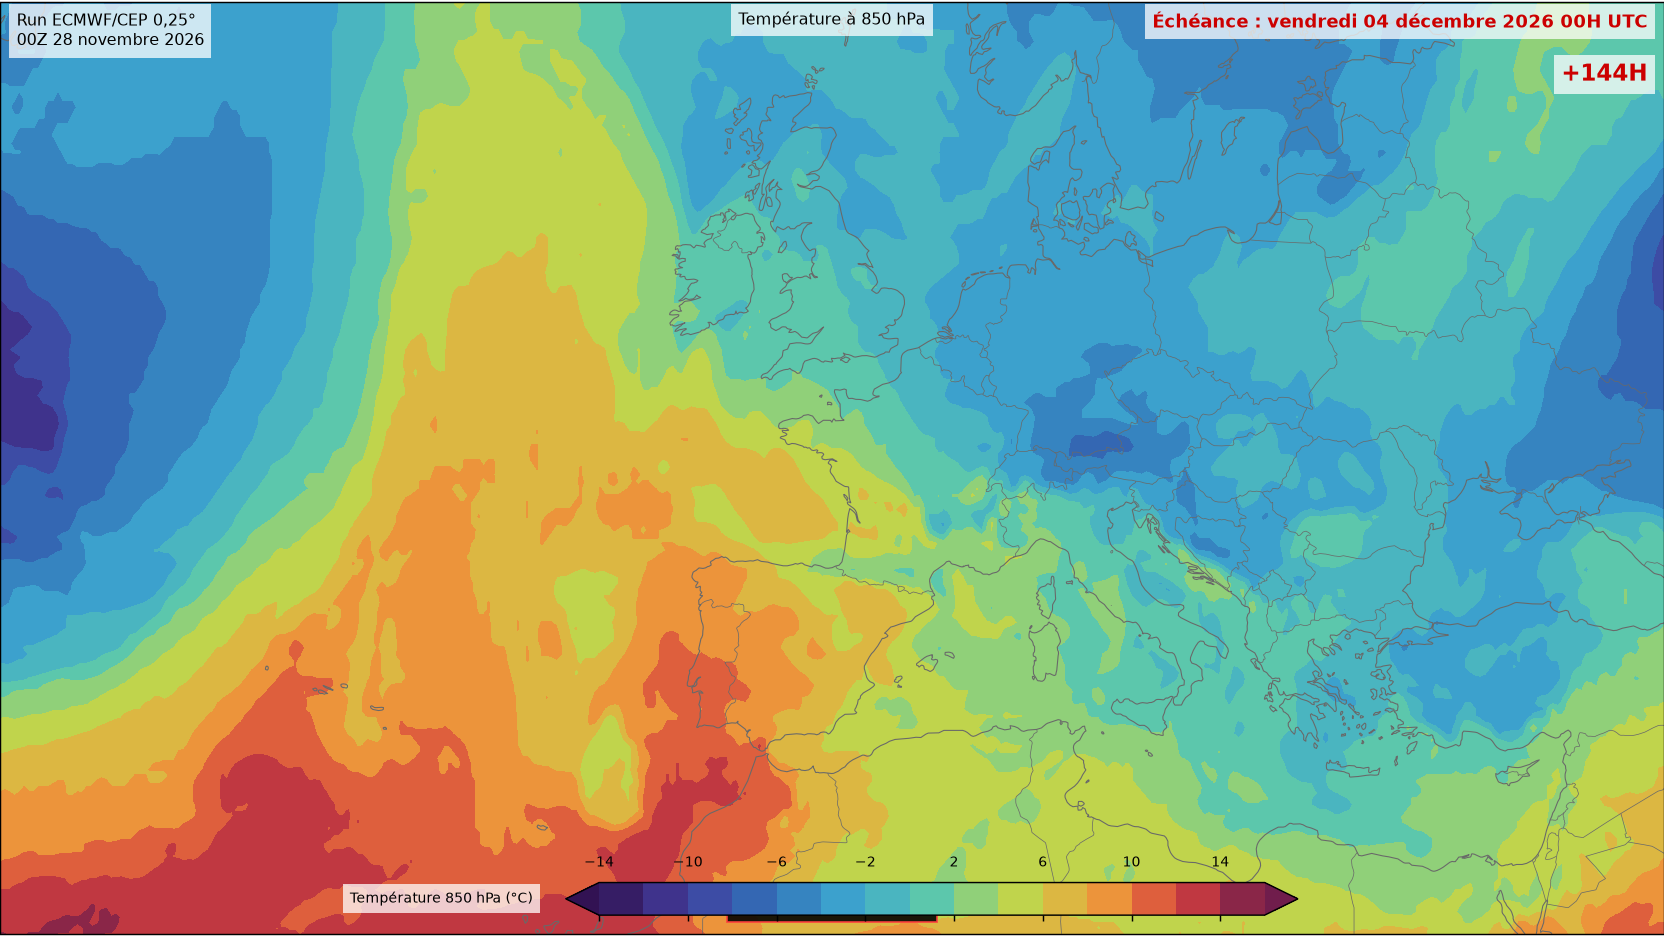 Run ECMWF/CEP 0,25°
00Z 28 novembre 2026
Température à 850 hPa
Échéance : vendredi 04 décembre 2026 00H UTC
+144H
−14 −10 −6 −2 2 6 10 14
Température 850 hPa (°C)